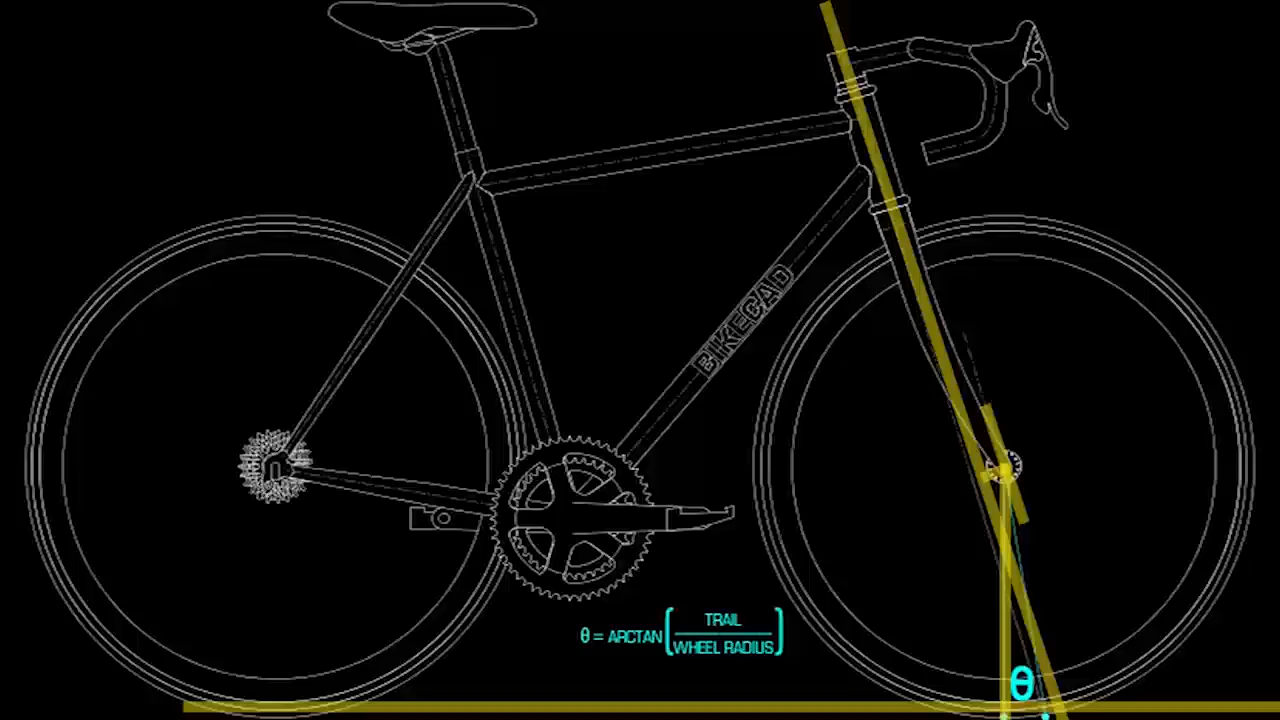 BIKECAD
θ = ARCTAN [TRAIL
WHEEL RADIUS]
θ